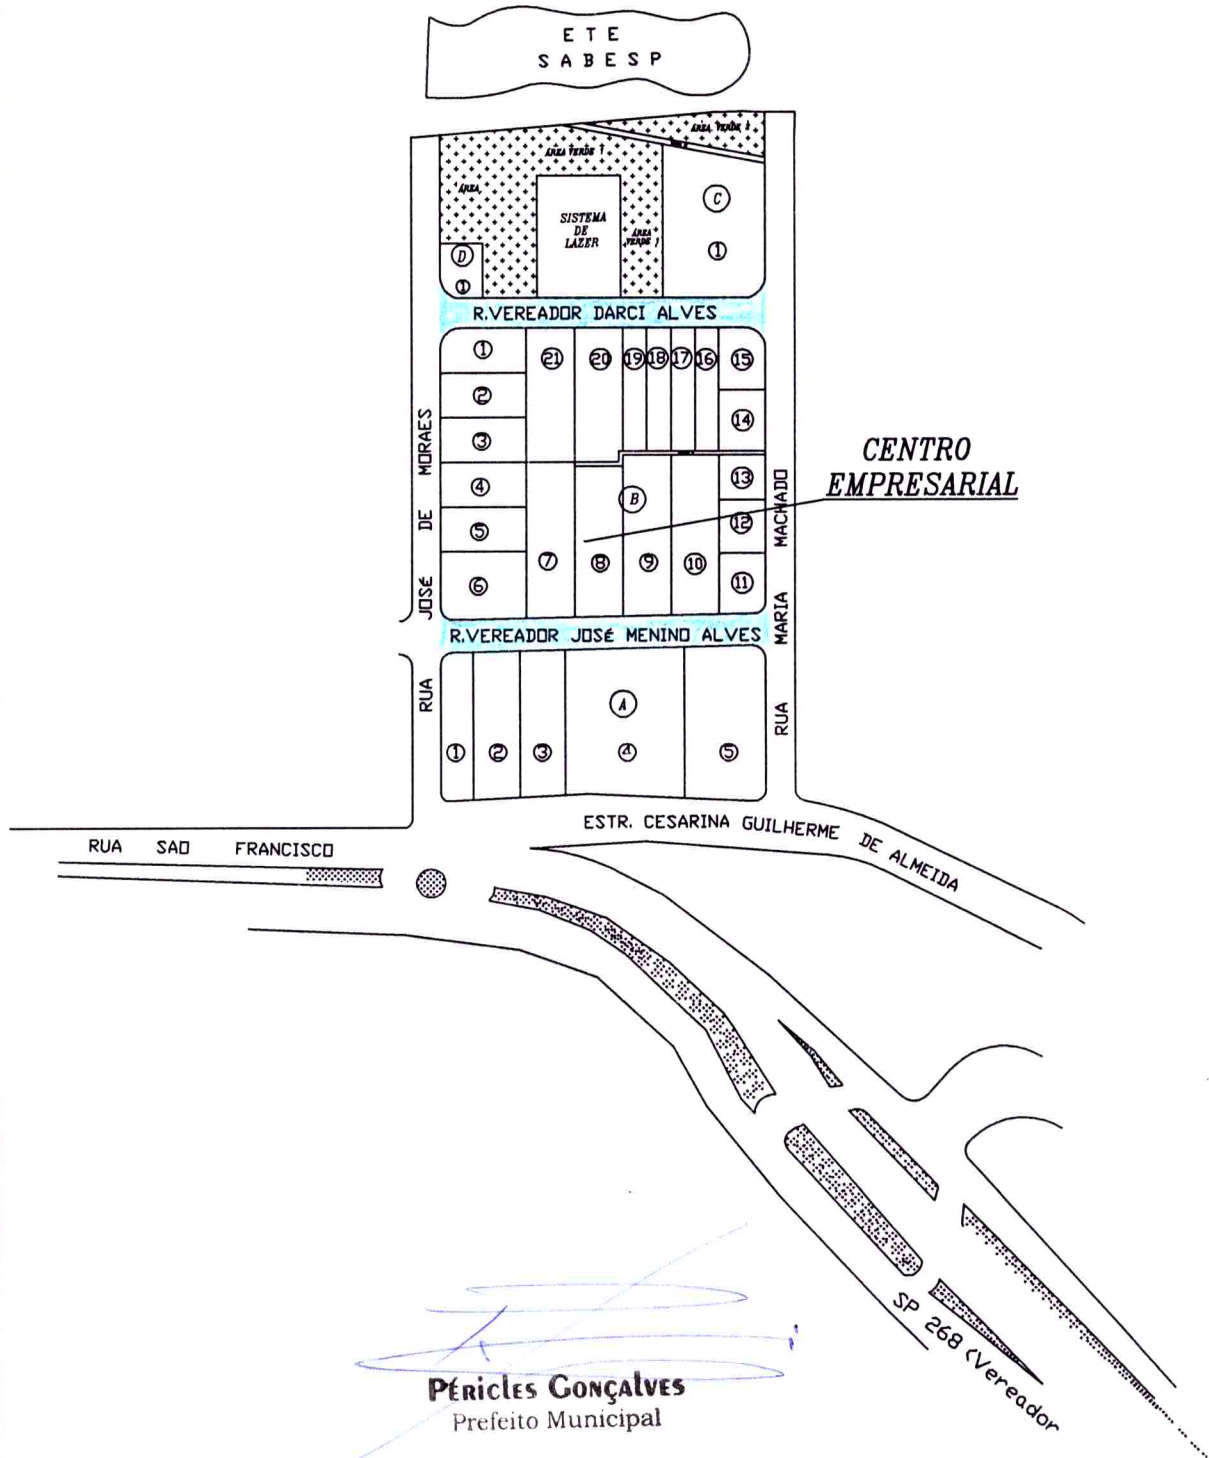 E T E
S A B E S P
ÁREA VERDE
ÁREA VERDE 1
ÁREA
SISTEMA
DE
LAZER
ÁREA
VERDE 1
C
1
D
1
R.VEREADOR DARCI ALVES
1
21
20
19
18
17
16
15
2
14
3
4
B
13
5
12
6
7
8
9
10
11
CENTRO
EMPRESARIAL
RUA JOSÉ DE MORAES
RUA MARIA MACHADO
R.VEREADOR JOSÉ MENINO ALVES
A
1
2
3
4
5
ESTR. CESARINA GUILHERME DE ALMEIDA
RUA SAO FRANCISCO
SP 268 (Vereador
PÉRICLES GONÇALVES
Prefeito Municipal